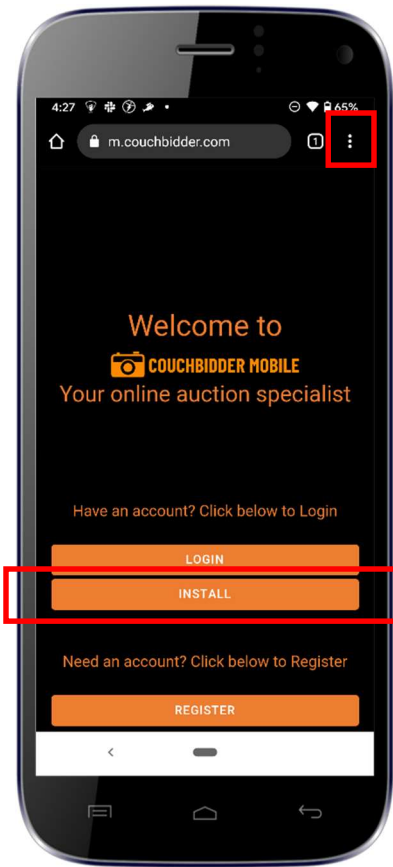 4:27
65%
m.couchbidder.com
1
Welcome to
COUCHBIDDER MOBILE
Your online auction specialist
Have an account? Click below to Login
LOGIN
INSTALL
Need an account? Click below to Register
REGISTER